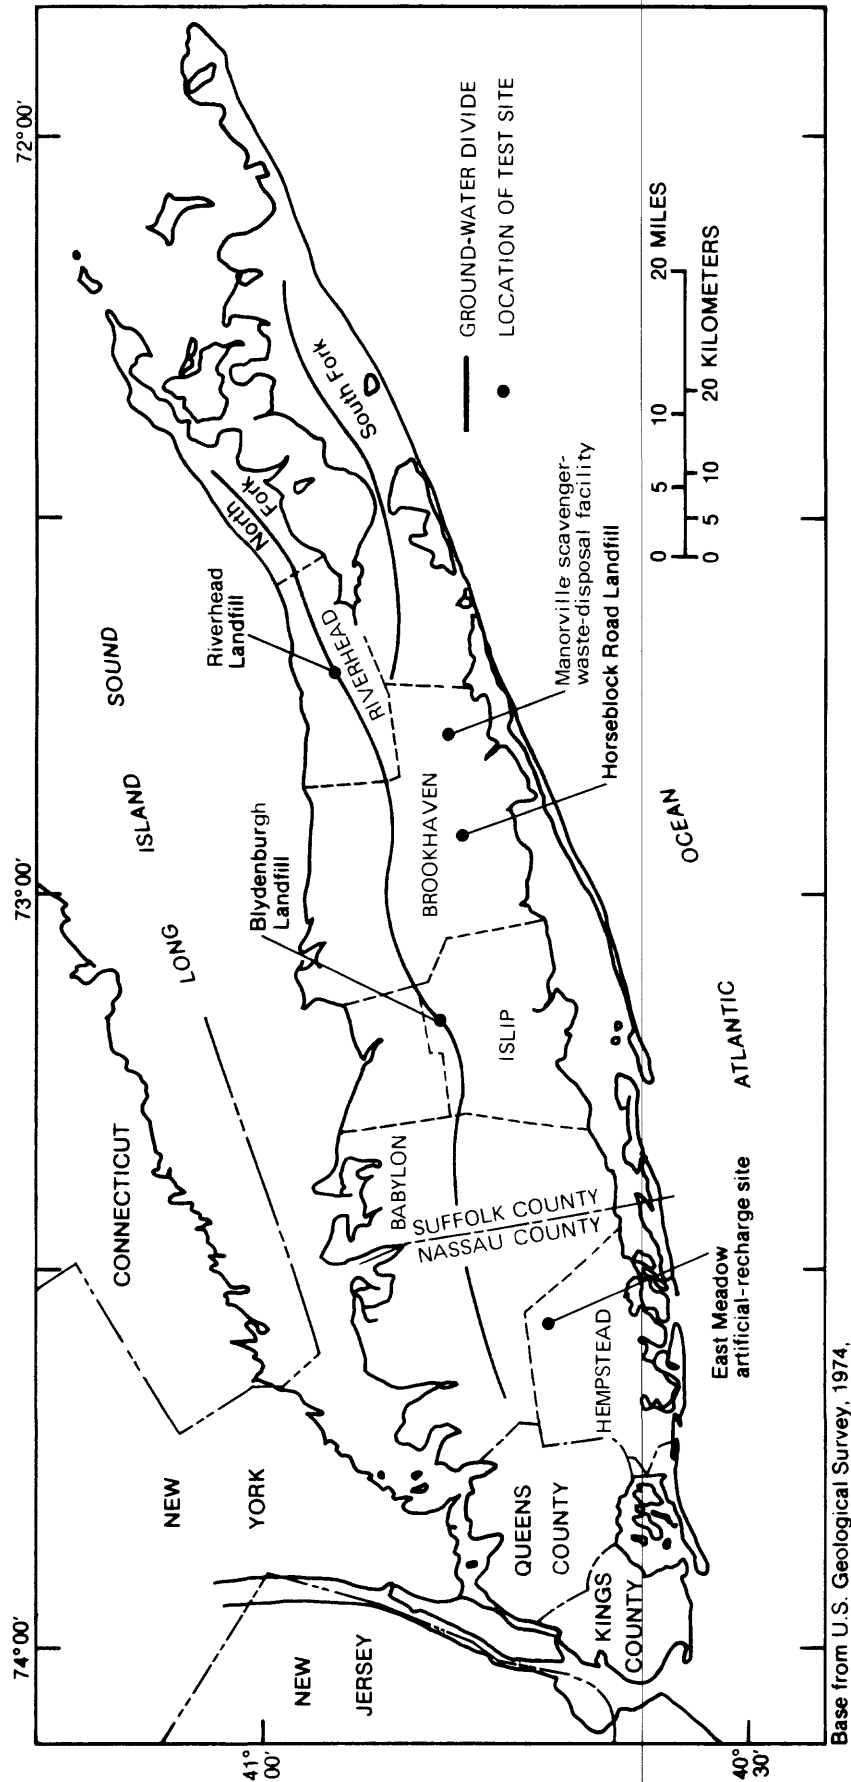 74°00'
73°00'
72°00'
41°
00'
40°
30'
NEW
JERSEY
NEW
YORK
CONNECTICUT
LONG
ISLAND
SOUND
Blydenburgh
Landfill
Riverhead
Landfill
North
Fork
South Fork
RIVERHEAD
BROOKHAVEN
ISLIP
BABYLON
SUFFOLK COUNTY
NASSAU COUNTY
HEMPSTEAD
QUEENS
COUNTY
KINGS
COUNTY
East Meadow
artificial-recharge site
Manorville scavenger-
waste-disposal facility
Horseblock Road Landfill
ATLANTIC
OCEAN
GROUND-WATER DIVIDE
LOCATION OF TEST SITE
0 5 10 20 MILES
0 5 10 20 KILOMETERS
Base from U.S. Geological Survey, 1974,